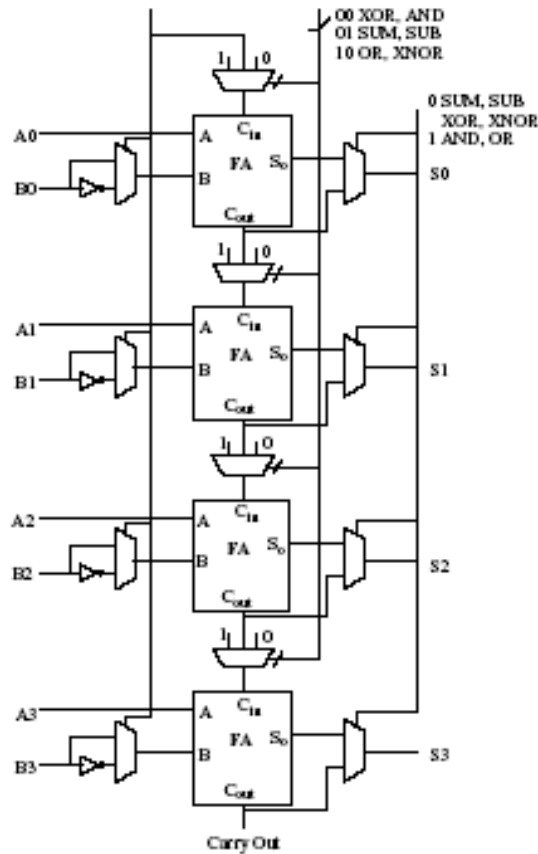 00 XOR, AND
01 SUM, SUB
10 OR, XNOR
1 0
0 SUM, SUB
XOR, XNOR
1 AND, OR
A0
A
Cin
FA
So
B0
B
S0
Cout
1 0
A1
A
Cin
FA
So
B1
B
S1
Cout
1 0
A2
A
Cin
FA
So
B2
B
S2
Cout
1 0
A3
A
Cin
FA
So
B3
B
S3
Cout
Carry Out